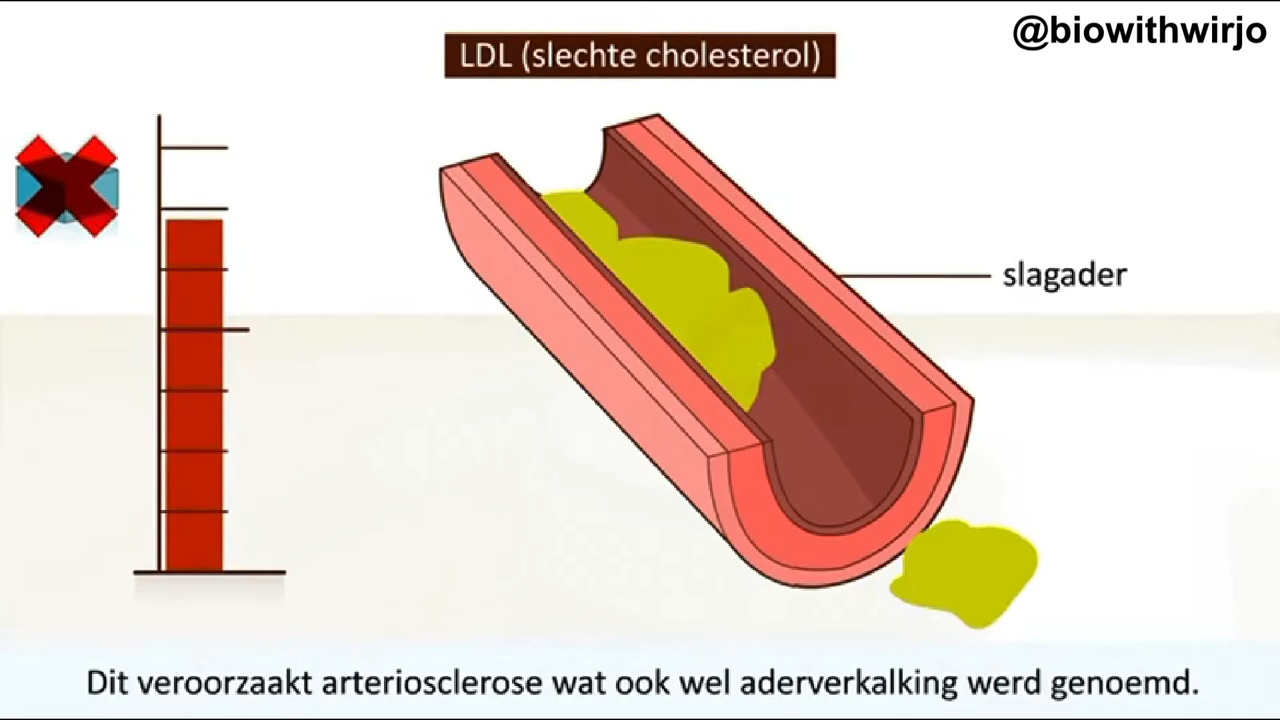 @biowithwirjo
LDL (slechte cholesterol)
slagader
Dit veroorzaakt arteriosclerose wat ook wel aderverkalking werd genoemd.